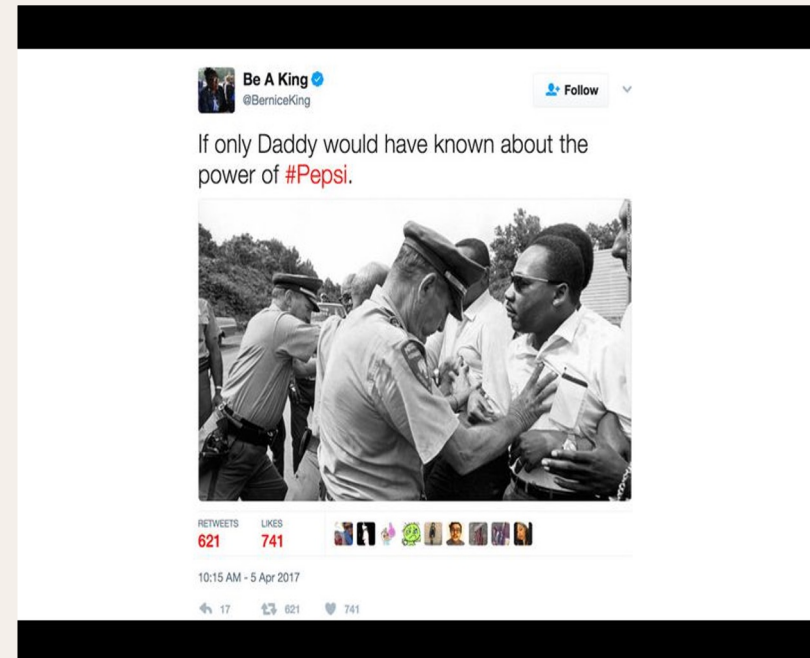 Be A King
@BerniceKing
Follow
If only Daddy would have known about the
power of #Pepsi.
RETWEETS LIKES
621 741
10:15 AM - 5 Apr 2017
17 621 741